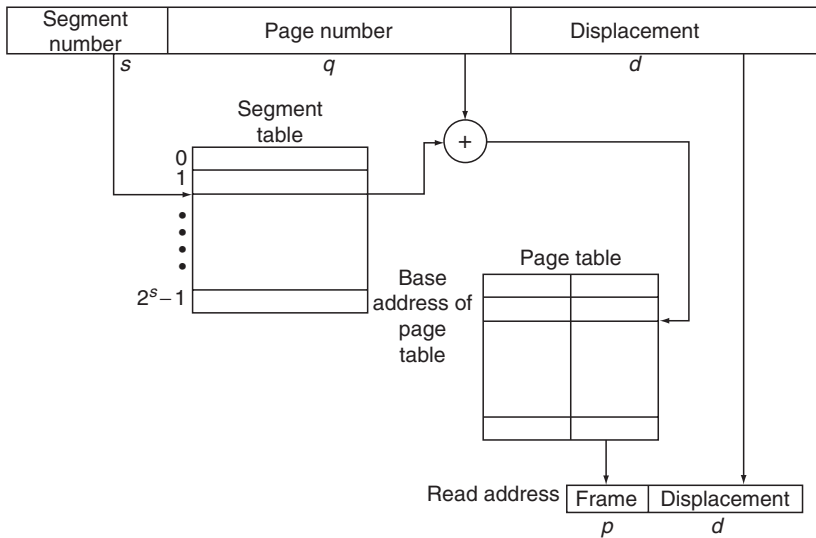 Segment number
Page number
Displacement
s
q
d
Segment table
+
0
1
2^s−1
Base address of page table
Page table
Read address
Frame
Displacement
p
d